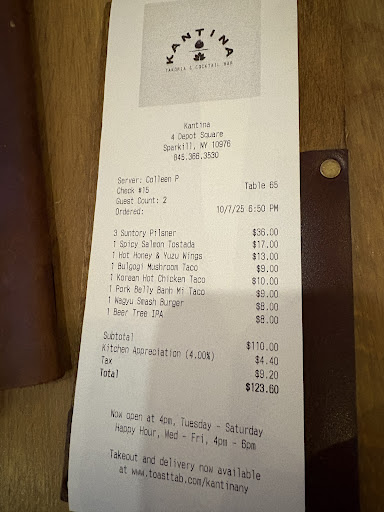 KANTINA
TAKORIA & COCKTAIL BAR
Kantina
4 Depot Square
Sparkill, NY 10976
845.366.3530
Server: Colleen P
Check #15 Table 65
Guest Count: 2
Ordered: 10/7/25 6:50 PM
3 Suntory Pilsner $36.00
1 Spicy Salmon Tostada $17.00
1 Hot Honey & Yuzu Wings $13.00
1 Bulgogi Mushroom Taco $9.00
1 Korean Hot Chicken Taco $10.00
1 Pork Belly Banh Mi Taco $9.00
1 Wagyu Smash Burger $8.00
1 Beer Tree IPA $8.00
Subtotal $110.00
Kitchen Appreciation (4.00%) $4.40
Tax $9.20
Total $123.60
Now open at 4pm, Tuesday - Saturday
Happy Hour, Wed - Fri, 4pm - 6pm
Takeout and delivery now available
at www.toasttab.com/kantinany